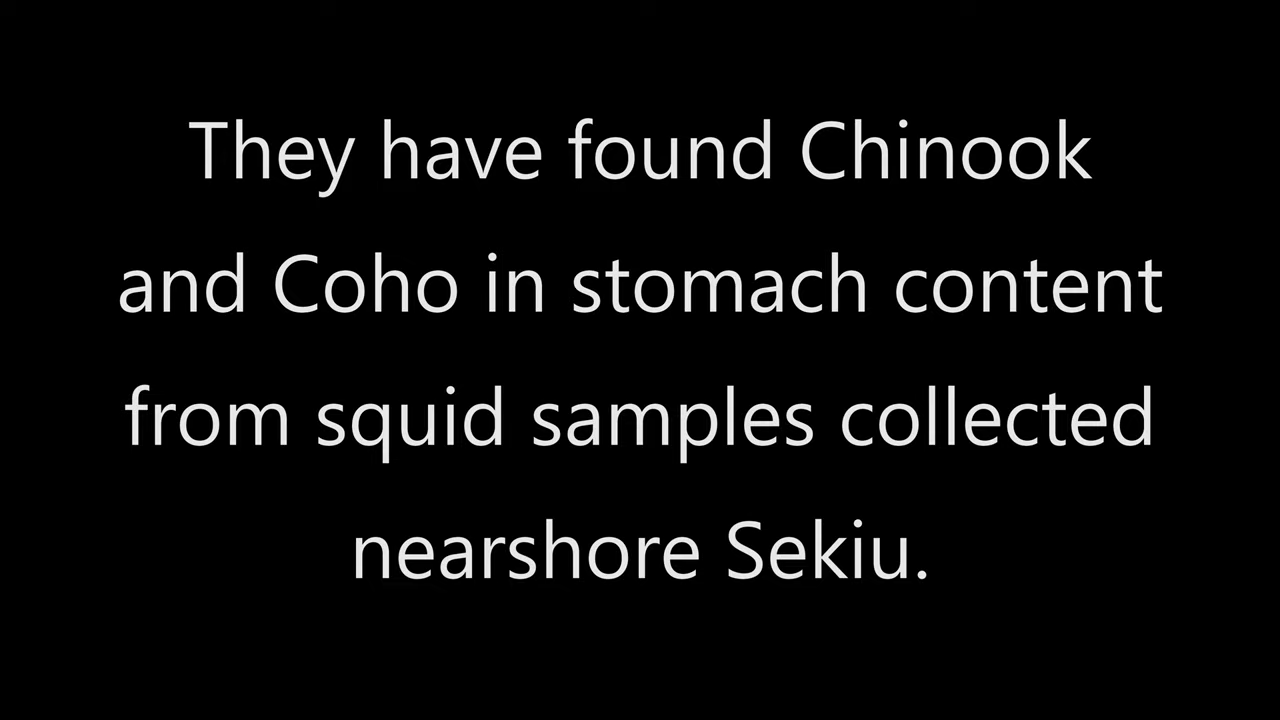 They have found Chinook
and Coho in stomach content
from squid samples collected
nearshore Sekiu.